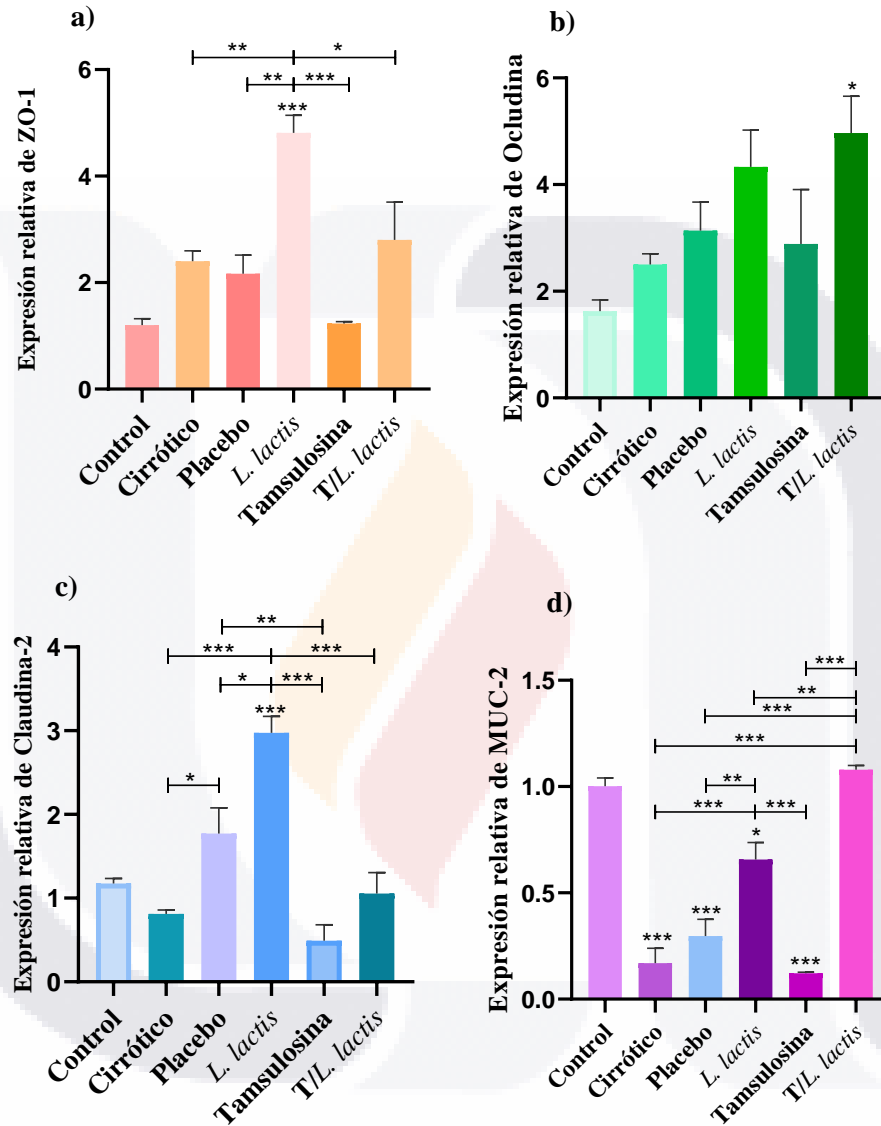 a)
Expresión relativa de ZO-1
6
4
2
0
** *
** ***
***
Control
Cirrótico
Placebo
L. lactis
Tamsulosina
T/L. lactis
b)
Expresión relativa de Ocludina
6
4
2
0
*
Control
Cirrótico
Placebo
L. lactis
Tamsulosina
T/L. lactis
c)
Expresión relativa de Claudina-2
4
3
2
1
0
**
*** ***
* ***
***
*
Control
Cirrótico
Placebo
L. lactis
Tamsulosina
T/L. lactis
d)
Expresión relativa de MUC-2
1.5
1.0
0.5
0.0
***
**
***
***
**
*** ***
*
***
***
***
Control
Cirrótico
Placebo
L. lactis
Tamsulosina
T/L. lactis